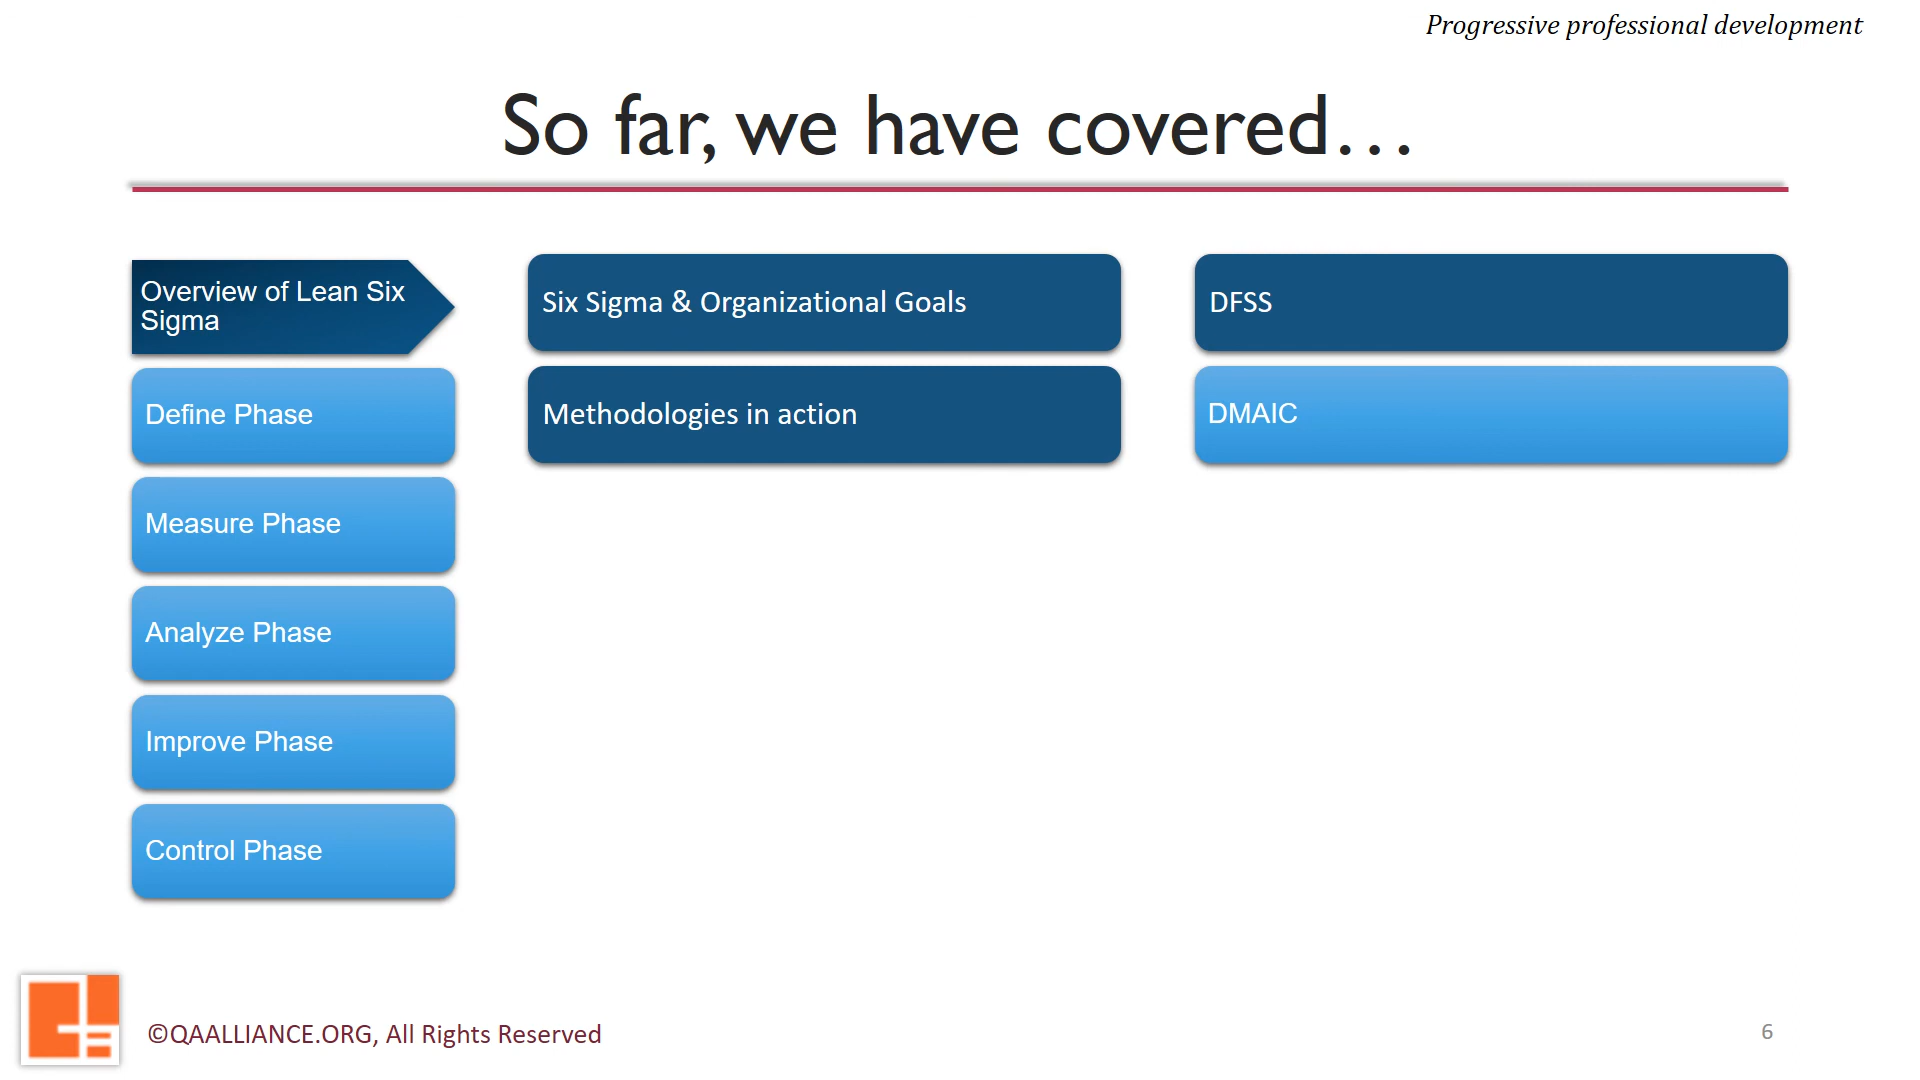 Progressive professional development
So far, we have covered…
Overview of Lean Six
Sigma
Define Phase
Measure Phase
Analyze Phase
Improve Phase
Control Phase
Six Sigma & Organizational Goals
Methodologies in action
DFSS
DMAIC
©QAALLIANCE.ORG, All Rights Reserved
6